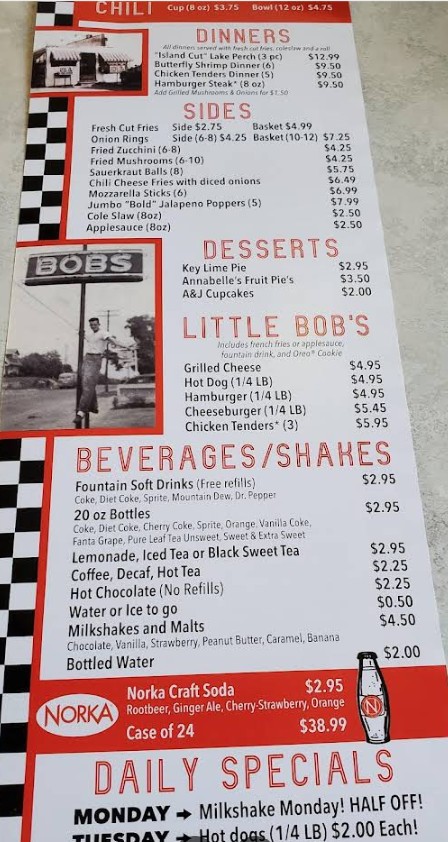 CHILI Cup (8 oz) $3.75 Bowl (12 oz) $4.75
DINNERS
All dinners served with fresh cut fries, coleslaw and a roll
"Island Cut" Lake Perch (3 pc) $12.99
Butterfly Shrimp Dinner (6) $9.50
Chicken Tenders Dinner (5) $9.50
Hamburger Steak* (8 oz) $9.50
Add Grilled Mushrooms & Onions for $1.50
SIDES
Fresh Cut Fries Side $2.75 Basket $4.99
Onion Rings Side (6-8) $4.25 Basket (10-12) $7.25
Fried Zucchini (6-8) $4.25
Fried Mushrooms (6-10) $4.25
Sauerkraut Balls (8) $5.75
Chili Cheese Fries with diced onions $6.49
Mozzarella Sticks (6) $6.99
Jumbo "Bold" Jalapeno Poppers (5) $7.99
Cole Slaw (8oz) $2.50
Applesauce (8oz) $2.50
BOBS
DESSERTS
Key Lime Pie $2.95
Annabelle's Fruit Pie's $3.50
A&J Cupcakes $2.00
LITTLE BOB'S
Includes french fries or applesauce,
fountain drink, and Oreo® Cookie
Grilled Cheese $4.95
Hot Dog (1/4 LB) $4.95
Hamburger (1/4 LB) $4.95
Cheeseburger (1/4 LB) $5.45
Chicken Tenders* (3) $5.95
BEVERAGES/SHAKES
Fountain Soft Drinks (Free refills) $2.95
Coke, Diet Coke, Sprite, Mountain Dew, Dr. Pepper
20 oz Bottles $2.95
Coke, Diet Coke, Cherry Coke, Sprite, Orange, Vanilla Coke,
Fanta Grape, Pure Leaf Tea Unsweet, Sweet & Extra Sweet
Lemonade, Iced Tea or Black Sweet Tea $2.95
Coffee, Decaf, Hot Tea $2.25
Hot Chocolate (No Refills) $2.25
Water or Ice to go $0.50
Milkshakes and Malts $4.50
Chocolate, Vanilla, Strawberry, Peanut Butter, Caramel, Banana
Bottled Water $2.00
NORKA
Norka Craft Soda $2.95
Rootbeer, Ginger Ale, Cherry-Strawberry, Orange
Case of 24 $38.99
N
DAILY SPECIALS
MONDAY → Milkshake Monday! HALF OFF!
TUESDAY → Hot dogs (1/4 LB) $2.00 Each!